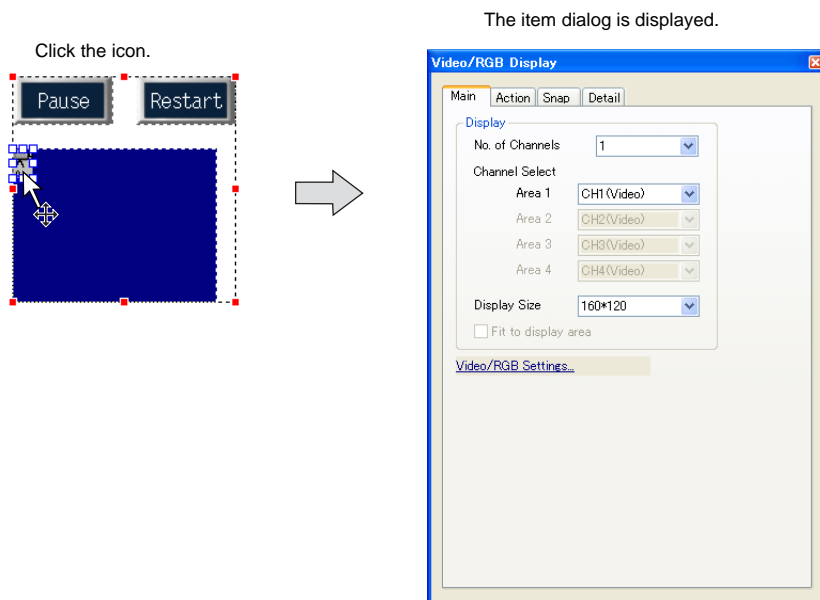 The item dialog is displayed.
Click the icon.
Pause Restart
Video/RGB Display
Main Action Snap Detail
Display
No. of Channels 1
Channel Select
Area 1 CH1(Video)
Area 2 CH2(Video)
Area 3 CH3(Video)
Area 4 CH4(Video)
Display Size 160*120
Fit to display area
Video/RGB Settings...